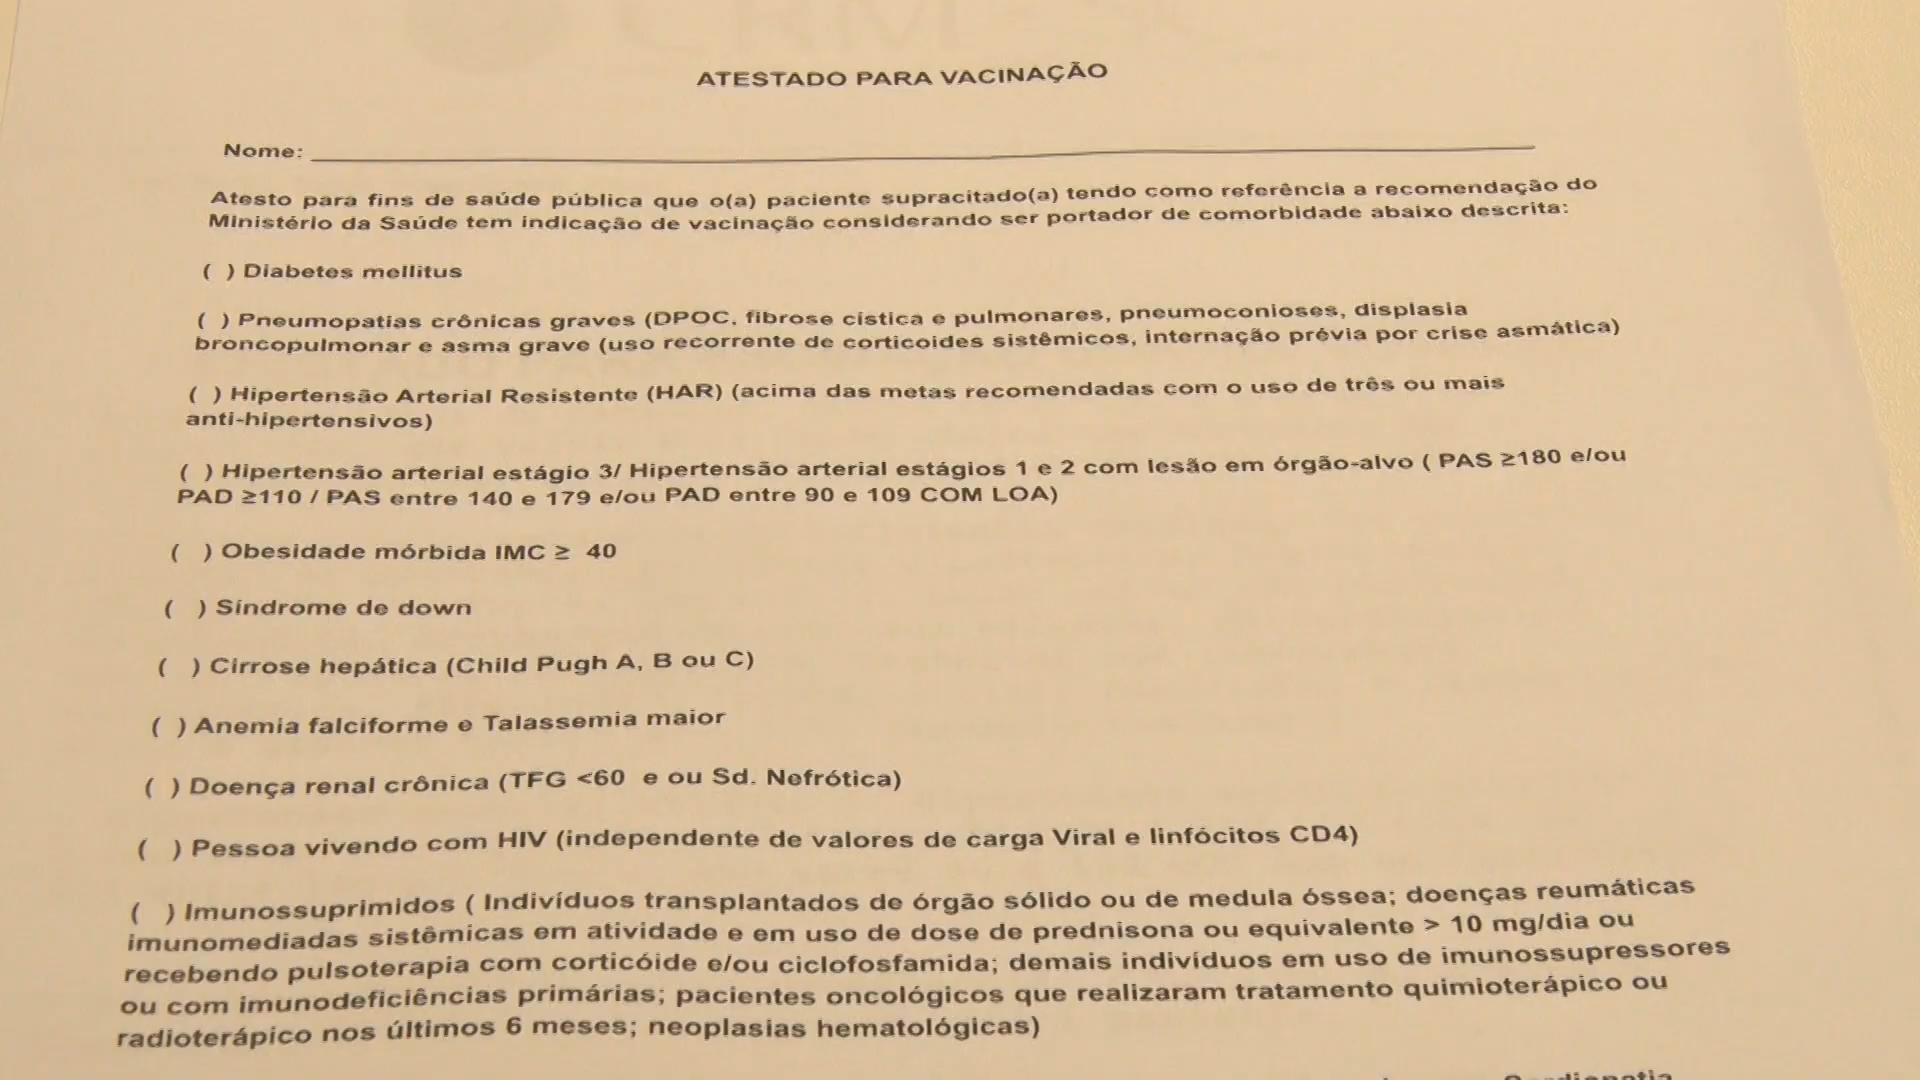 ATESTADO PARA VACINAÇÃO
Nome:
Atesto para fins de saúde pública que o(a) paciente supracitado(a) tendo como referência a recomendação do
Ministério da Saúde tem indicação de vacinação considerando ser portador de comorbidade abaixo descrita:
( ) Diabetes mellitus
( ) Pneumopatias crônicas graves (DPOC, fibrose cística e pulmonares, pneumoconioses, displasia
broncopulmonar e asma grave (uso recorrente de corticoides sistêmicos, internação prévia por crise asmática)
( ) Hipertensão Arterial Resistente (HAR) (acima das metas recomendadas com o uso de três ou mais
anti-hipertensivos)
( ) Hipertensão arterial estágio 3/ Hipertensão arterial estágios 1 e 2 com lesão em órgão-alvo ( PAS ≥180 e/ou
PAD ≥110 / PAS entre 140 e 179 e/ou PAD entre 90 e 109 COM LOA)
( ) Obesidade mórbida IMC ≥ 40
( ) Síndrome de down
( ) Cirrose hepática (Child Pugh A, B ou C)
( ) Anemia falciforme e Talassemia maior
( ) Doença renal crônica (TFG <60 e ou Sd. Nefrótica)
( ) Pessoa vivendo com HIV (independente de valores de carga Viral e linfócitos CD4)
( ) Imunossuprimidos ( Indivíduos transplantados de órgão sólido ou de medula óssea; doenças reumáticas
imunomediadas sistêmicas em atividade e em uso de dose de prednisona ou equivalente > 10 mg/dia ou
recebendo pulsoterapia com corticóide e/ou ciclofosfamida; demais indivíduos em uso de imunossupressores
ou com imunodeficiências primárias; pacientes oncológicos que realizaram tratamento quimioterápico ou
radioterápico nos últimos 6 meses; neoplasias hematológicas)